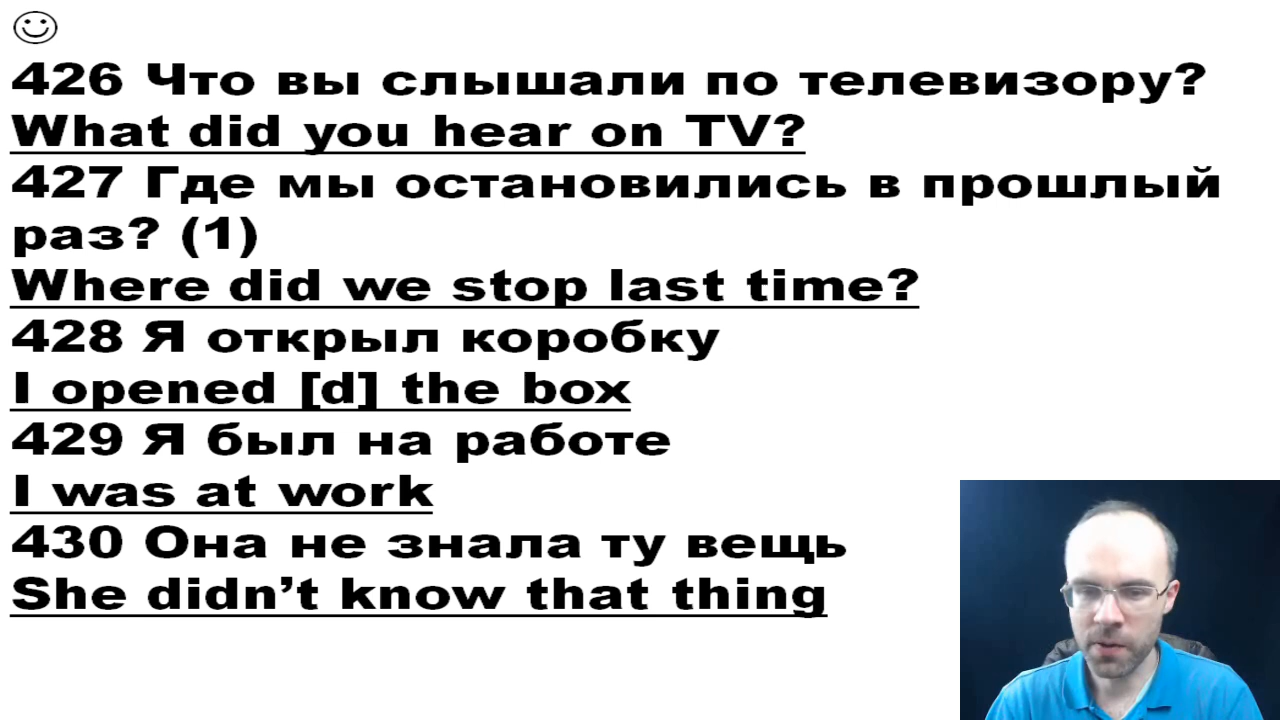 426 Что вы слышали по телевизору?
What did you hear on TV?
427 Где мы остановились в прошлый
раз? (1)
Where did we stop last time?
428 Я открыл коробку
I opened [d] the box
429 Я был на работе
I was at work
430 Она не знала ту вещь
She didn’t know that thing